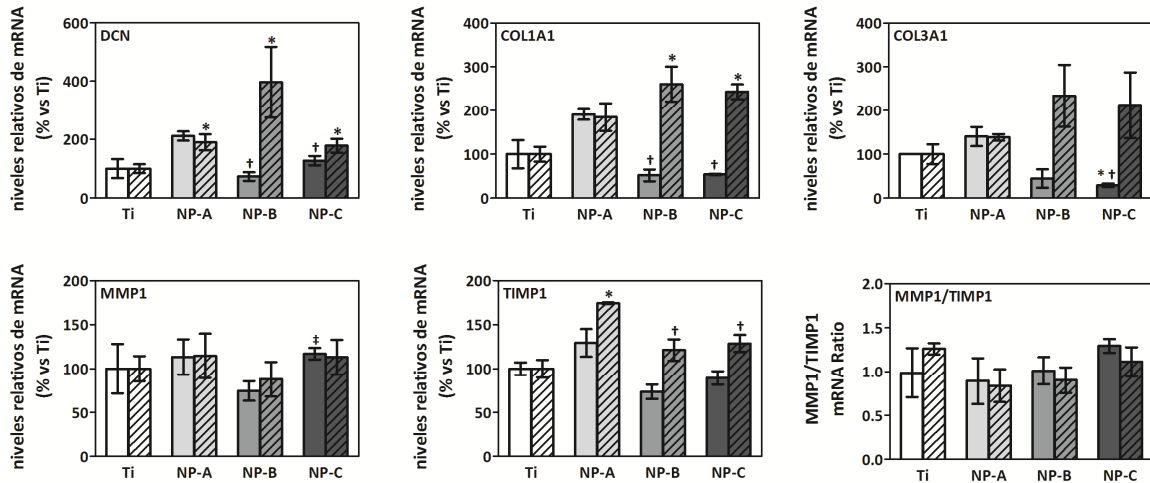 niveles relativos de mRNA
(% vs Ti)
DCN
600
400
200
0
*
*
†
†
*
Ti NP-A NP-B NP-C
niveles relativos de mRNA
(% vs Ti)
COL1A1
400
300
200
100
0
†
*
†
*
Ti NP-A NP-B NP-C
niveles relativos de mRNA
(% vs Ti)
COL3A1
400
300
200
100
0
* †
Ti NP-A NP-B NP-C
niveles relativos de mRNA
(% vs Ti)
MMP1
200
150
100
50
0
‡
Ti NP-A NP-B NP-C
niveles relativos de mRNA
(% vs Ti)
TIMP1
200
150
100
50
0
*
†
†
Ti NP-A NP-B NP-C
MMP1/TIMP1
mRNA Ratio
MMP1/TIMP1
2.0
1.5
1.0
0.5
0.0
Ti NP-A NP-B NP-C